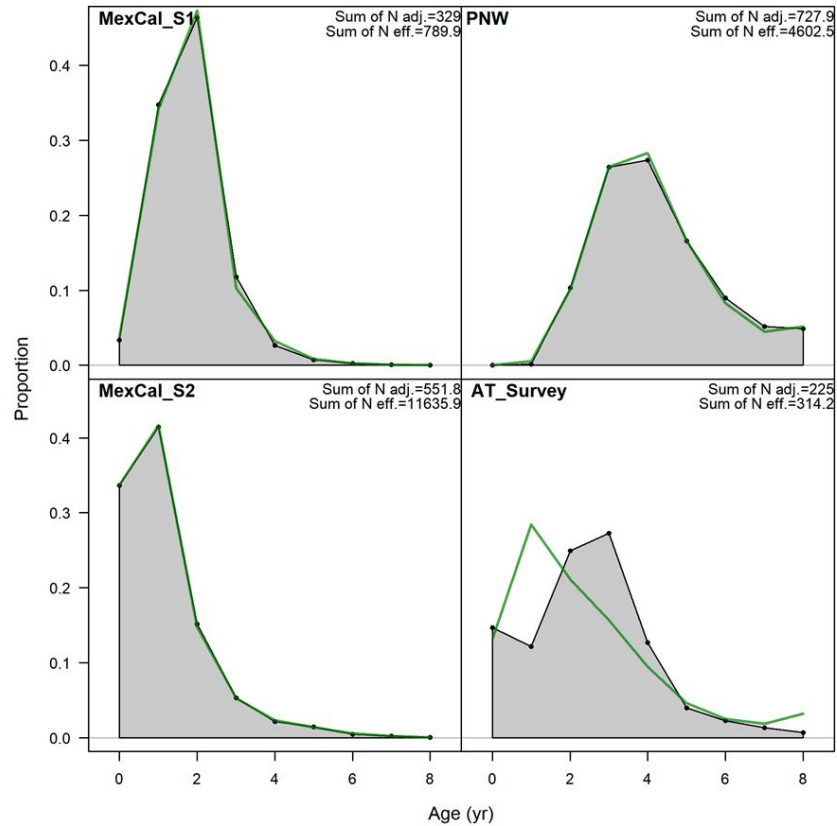 MexCal_S1
Sum of N adj.=329
Sum of N eff.=789.9
PNW
Sum of N adj.=727.9
Sum of N eff.=4602.5
0.4
0.3
0.2
0.1
0.0
MexCal_S2
Sum of N adj.=551.8
Sum of N eff.=11635.9
AT_Survey
Sum of N adj.=225
Sum of N eff.=314.2
0.4
0.3
0.2
0.1
0.0
Proportion
0 2 4 6 8 0 2 4 6 8
Age (yr)